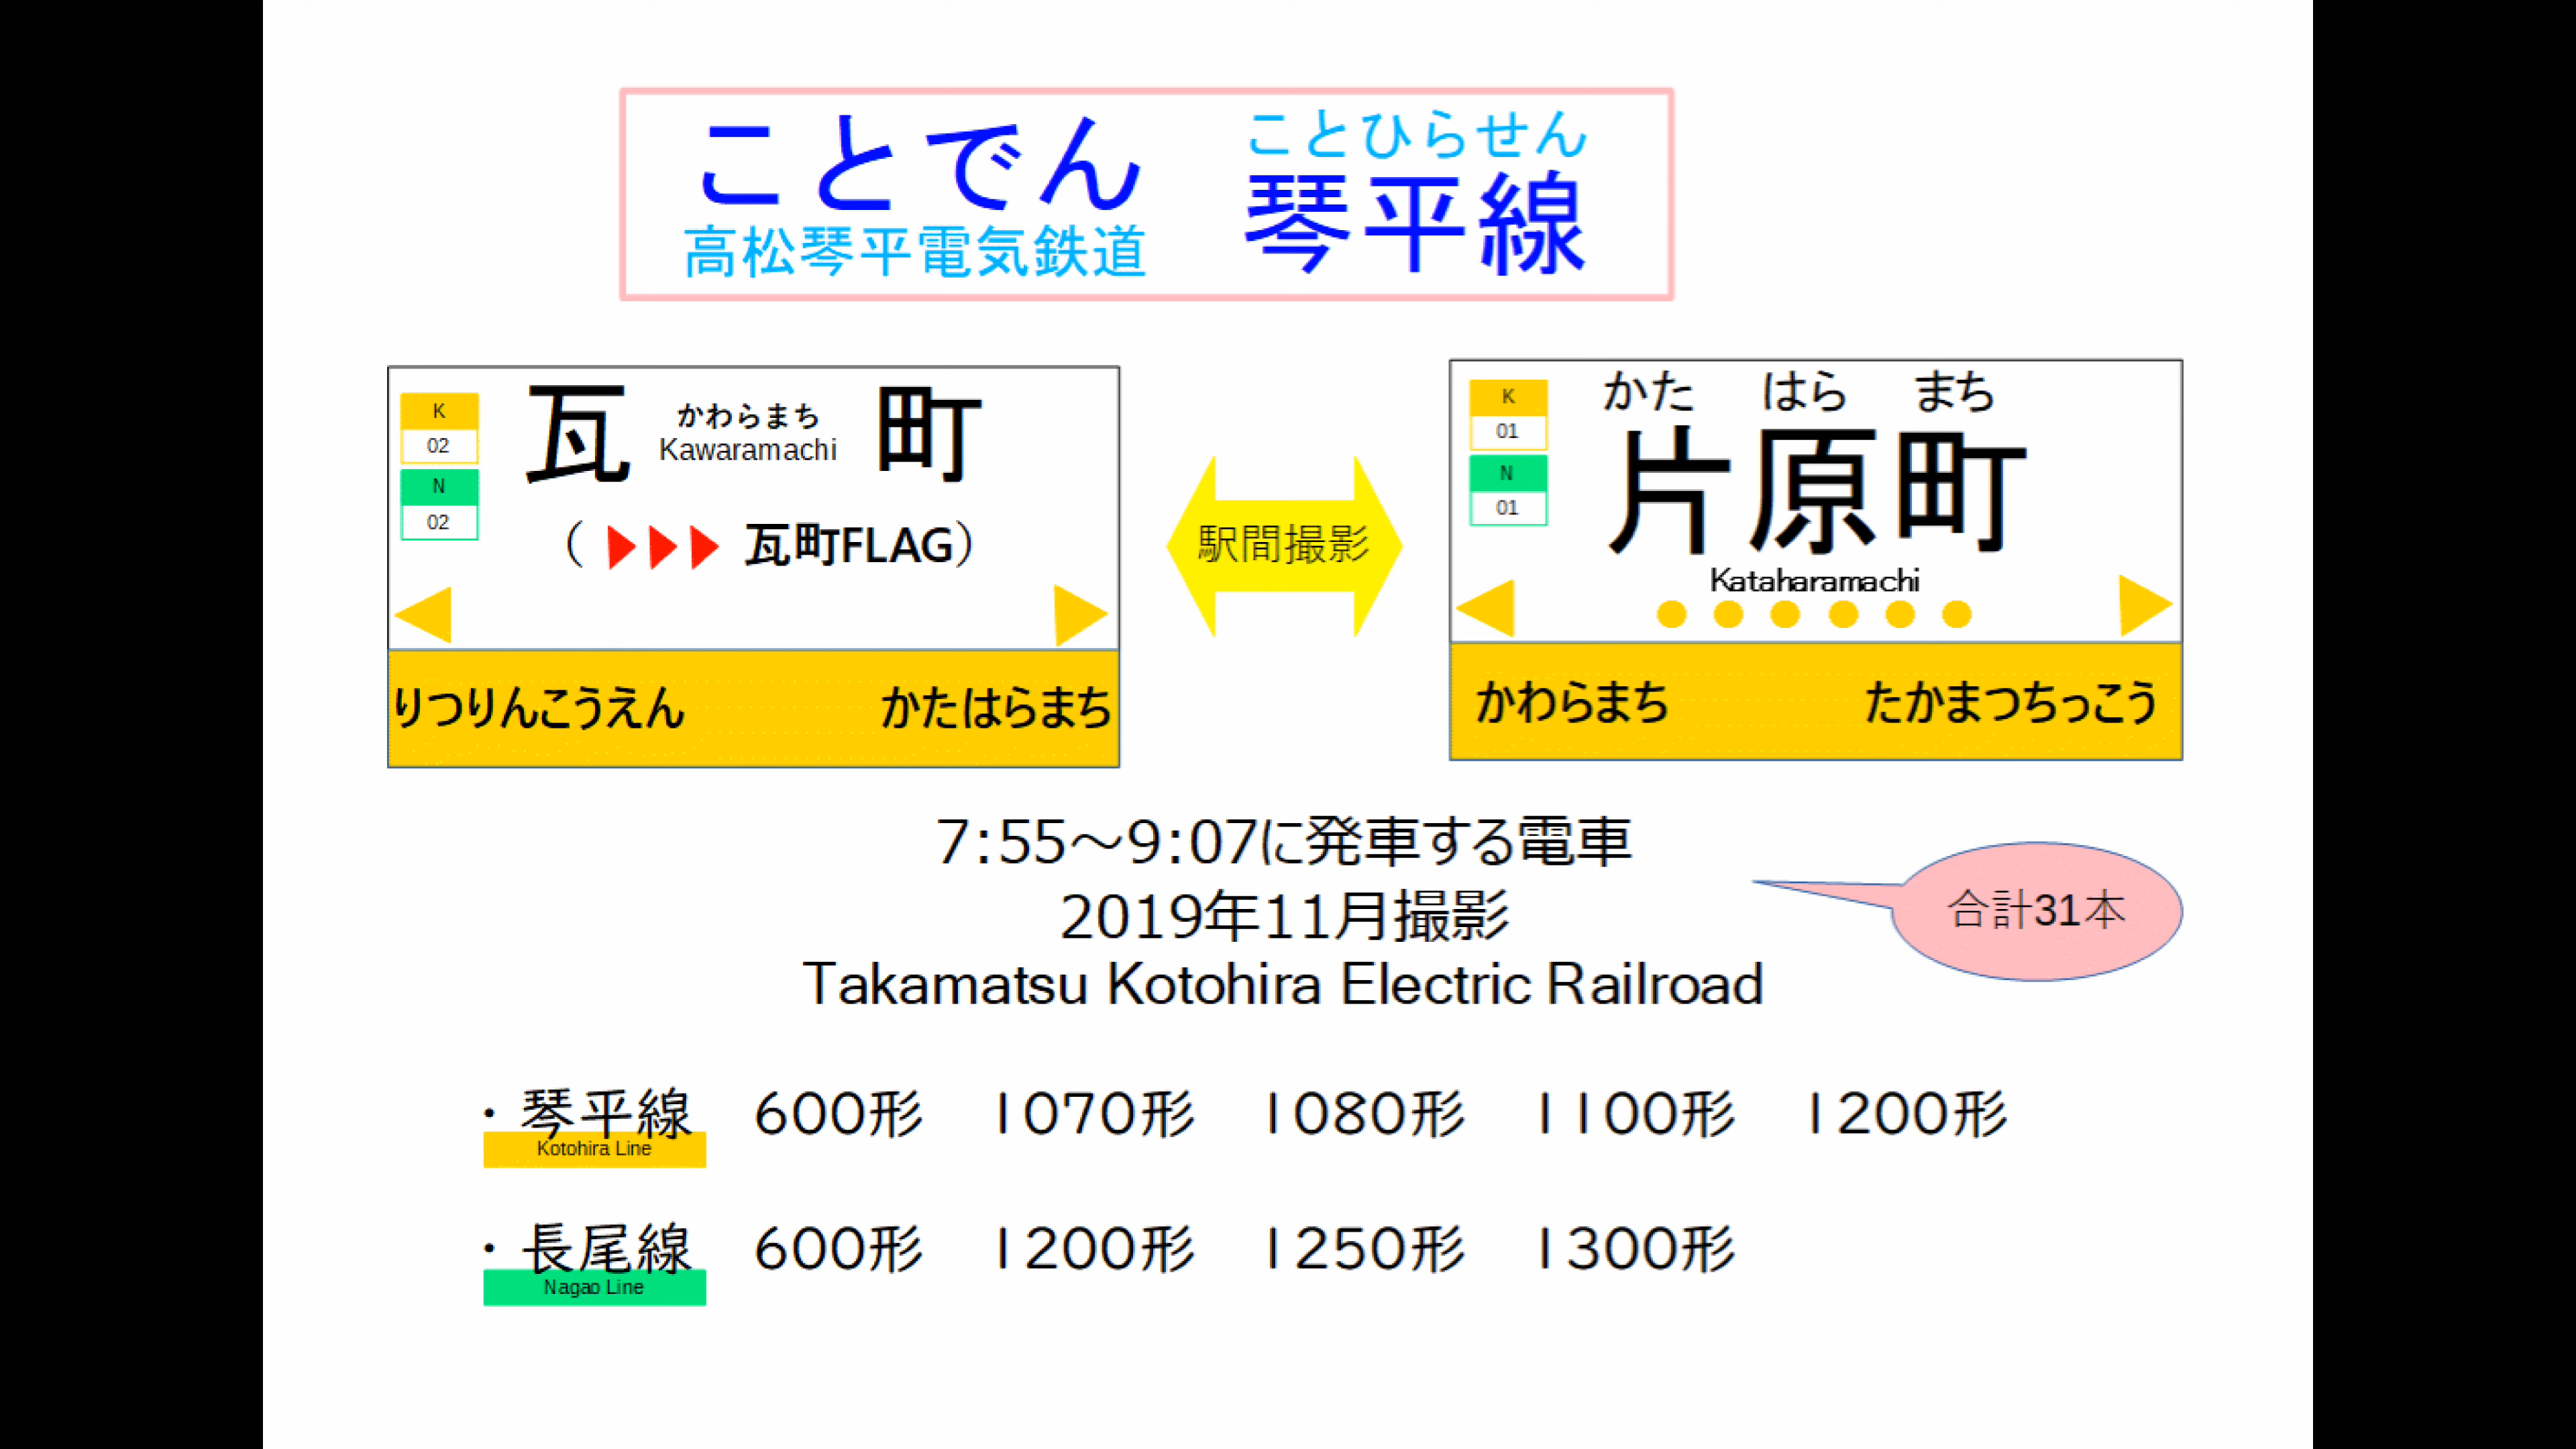 ことでん
高松琴平電気鉄道
ことひらせん
琴平線
K
02
N
02
瓦町
かわらまち
Kawaramachi
(▶▶▶ 瓦町FLAG)
りつりんこうえん かたはらまち
駅間撮影
K
01
N
01
かた はら まち
片原町
Kataharamachi
かわらまち たかまつちっこう
7:55～9:07に発車する電車
2019年11月撮影
Takamatsu Kotohira Electric Railroad
合計31本
・琴平線 600形 1070形 1080形 1100形 1200形
Kotohira Line
・長尾線 600形 1200形 1250形 1300形
Nagao Line